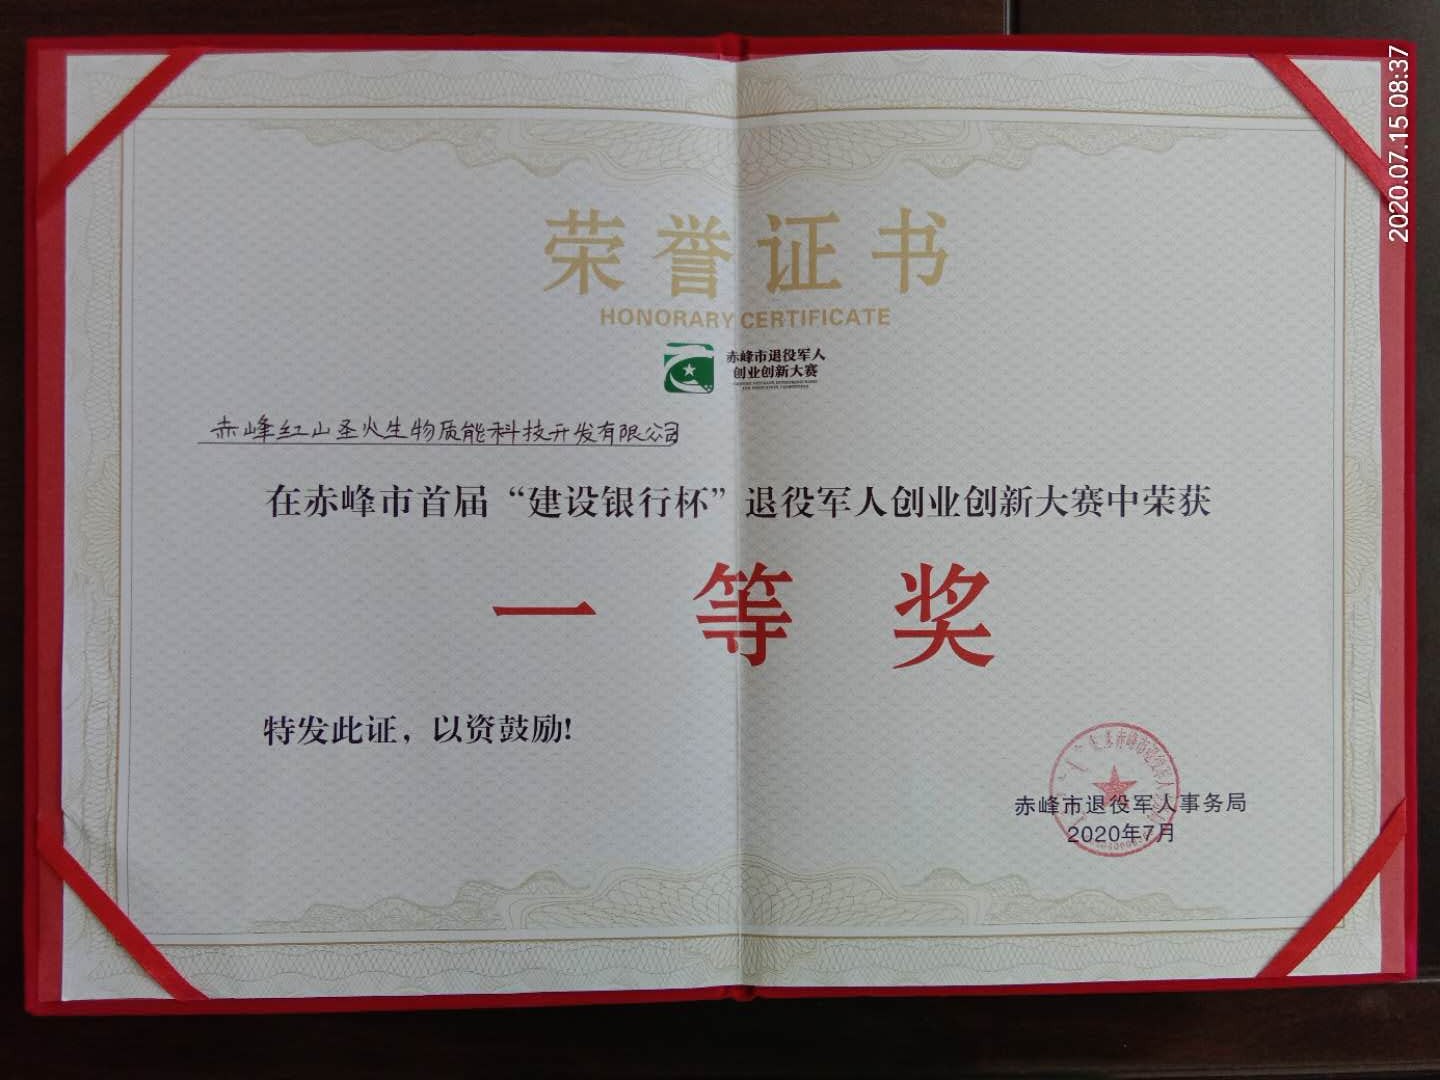 荣誉证书
HONORARY CERTIFICATE
赤峰市退役军人
创业创新大赛
赤峰红山圣火生物质能科技开发有限公司
在赤峰市首届“建设银行杯”退役军人创业创新大赛中荣获
一等奖
特发此证，以资鼓励!
赤峰市退役军人事务局
2020年7月
2020.07.15 08:37